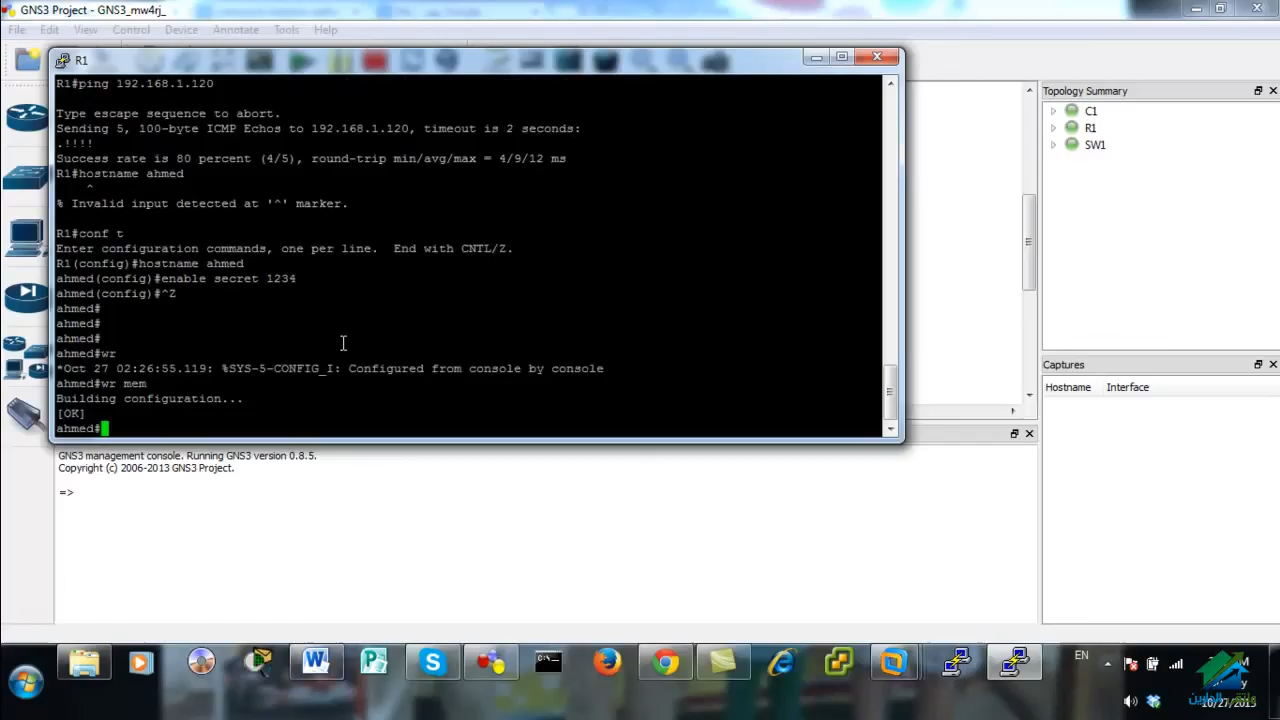 GNS3 Project - GNS3_mw4rj_
File Edit View Control Device Annotate Tools Help
R1
R1#ping 192.168.1.120
Type escape sequence to abort.
Sending 5, 100-byte ICMP Echos to 192.168.1.120, timeout is 2 seconds:
.!!!!
Success rate is 80 percent (4/5), round-trip min/avg/max = 4/9/12 ms
R1#hostname ahmed
^
% Invalid input detected at '^' marker.
R1#conf t
Enter configuration commands, one per line.  End with CNTL/Z.
R1(config)#hostname ahmed
ahmed(config)#enable secret 1234
ahmed(config)#^Z
ahmed#
ahmed#
ahmed#
ahmed#wr
*Oct 27 02:26:55.119: %SYS-5-CONFIG_I: Configured from console by console
ahmed#wr mem
Building configuration...
[OK]
ahmed#
Topology Summary
C1
R1
SW1
Captures
Hostname Interface
GNS3 management console. Running GNS3 version 0.8.5.
Copyright (c) 2006-2013 GNS3 Project.
=>
EN
10/27/2015